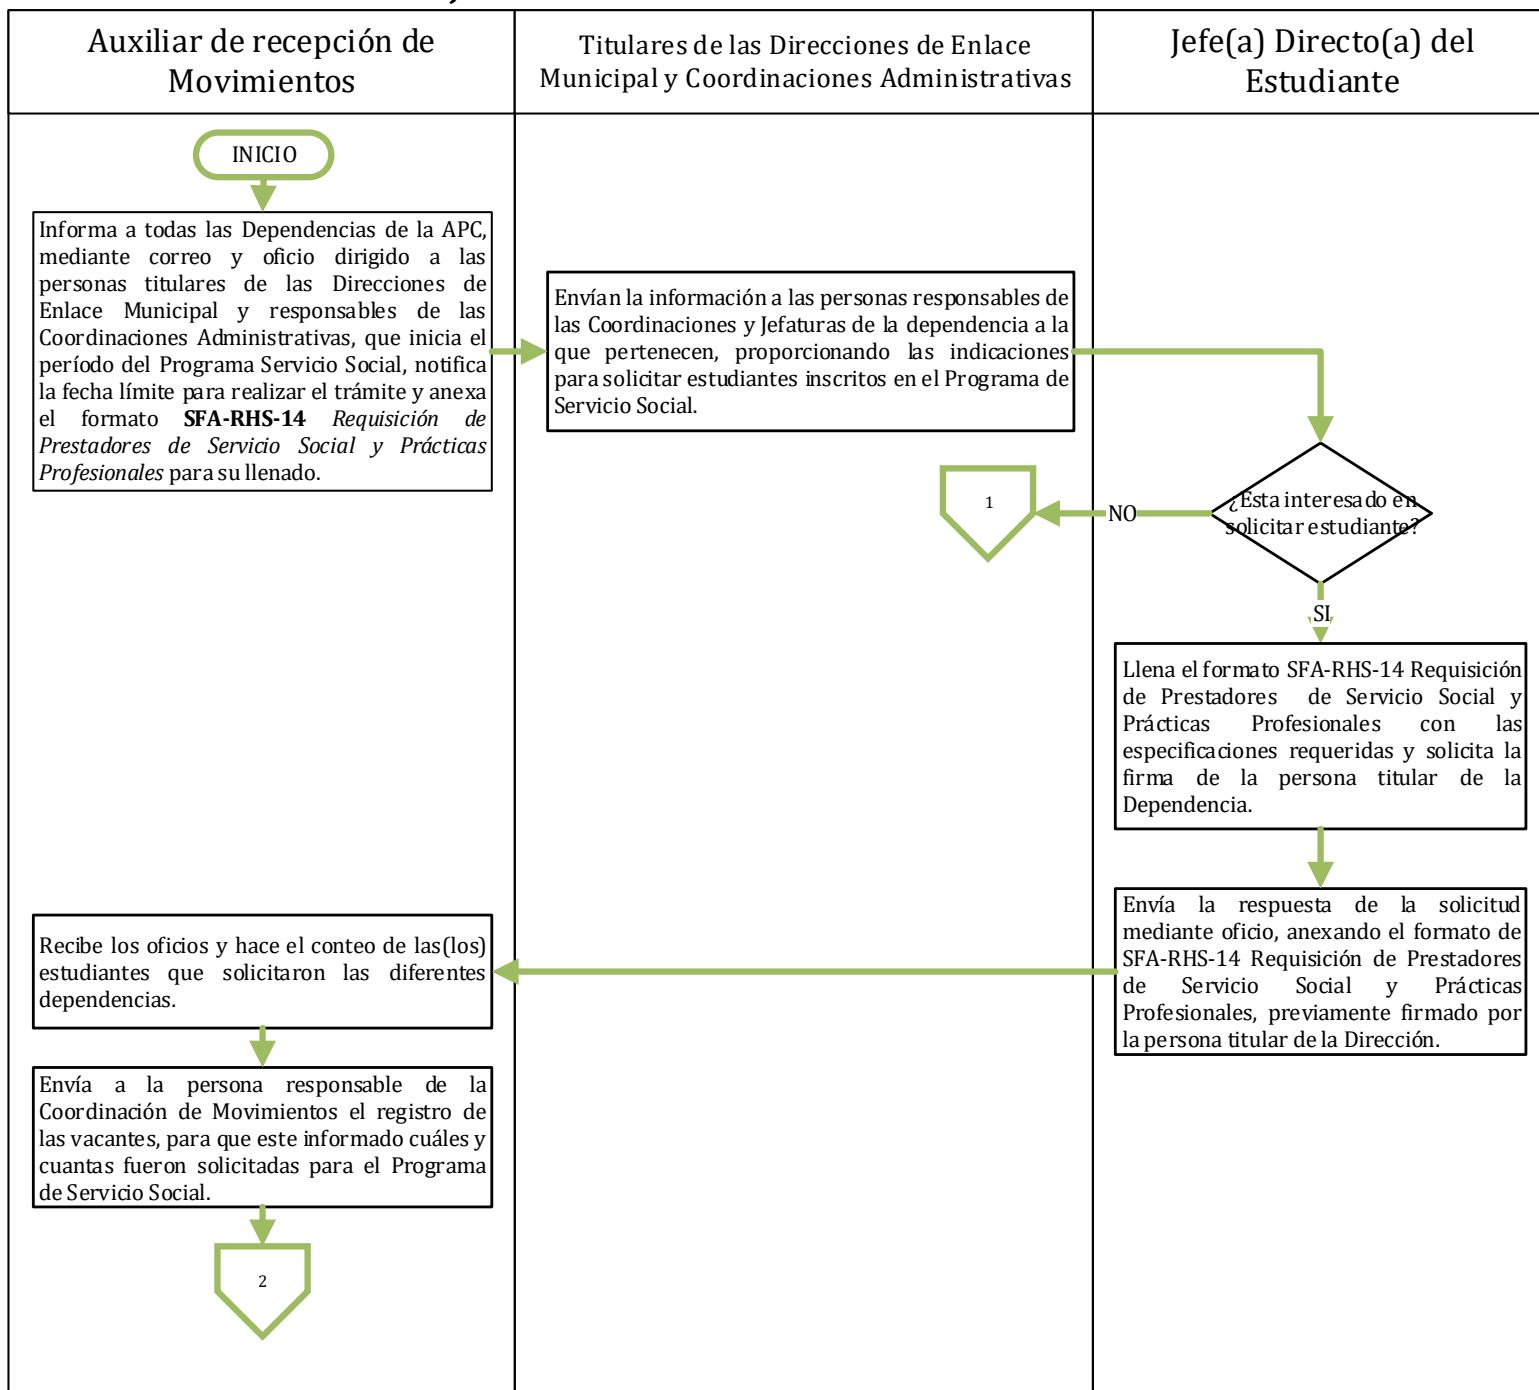 Auxiliar de recepción de
Movimientos
Titulares de las Direcciones de Enlace
Municipal y Coordinaciones Administrativas
Jefe(a) Directo(a) del
Estudiante
INICIO
Informa a todas las Dependencias de la APC,
mediante correo y oficio dirigido a las
personas titulares de las Direcciones de
Enlace Municipal y responsables de las
Coordinaciones Administrativas, que inicia el
período del Programa Servicio Social, notifica
la fecha límite para realizar el trámite y anexa
el formato SFA-RHS-14 Requisición de
Prestadores de Servicio Social y Prácticas
Profesionales para su llenado.
Envían la información a las personas responsables de
las Coordinaciones y Jefaturas de la dependencia a la
que pertenecen, proporcionando las indicaciones
para solicitar estudiantes inscritos en el Programa de
Servicio Social.
¿Esta interesado en
solicitar estudiante?
NO
1
SI
Llena el formato SFA-RHS-14 Requisición
de Prestadores de Servicio Social y
Prácticas Profesionales con las
especificaciones requeridas y solicita la
firma de la persona titular de la
Dependencia.
Envía la respuesta de la solicitud
mediante oficio, anexando el formato de
SFA-RHS-14 Requisición de Prestadores
de Servicio Social y Prácticas
Profesionales, previamente firmado por
la persona titular de la Dirección.
Recibe los oficios y hace el conteo de las(los)
estudiantes que solicitaron las diferentes
dependencias.
Envía a la persona responsable de la
Coordinación de Movimientos el registro de
las vacantes, para que este informado cuáles y
cuantas fueron solicitadas para el Programa
de Servicio Social.
2